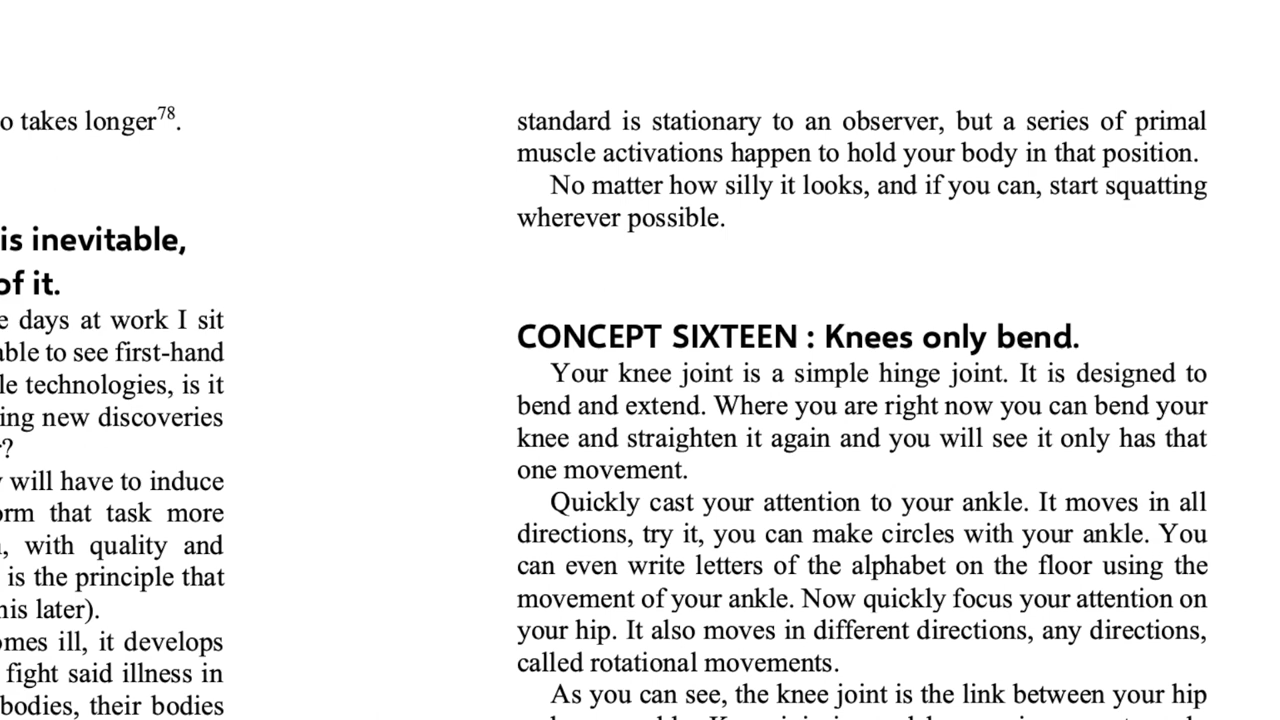 o takes longer78.
is inevitable,
of it.
days at work I sit
able to see first-hand
le technologies, is it
ing new discoveries
?
will have to induce
orm that task more
, with quality and
is the principle that
his later).
omes ill, it develops
fight said illness in
bodies, their bodies
standard is stationary to an observer, but a series of primal
muscle activations happen to hold your body in that position.
No matter how silly it looks, and if you can, start squatting
wherever possible.
CONCEPT SIXTEEN : Knees only bend.
Your knee joint is a simple hinge joint. It is designed to
bend and extend. Where you are right now you can bend your
knee and straighten it again and you will see it only has that
one movement.
Quickly cast your attention to your ankle. It moves in all
directions, try it, you can make circles with your ankle. You
can even write letters of the alphabet on the floor using the
movement of your ankle. Now quickly focus your attention on
your hip. It also moves in different directions, any directions,
called rotational movements.
As you can see, the knee joint is the link between your hip